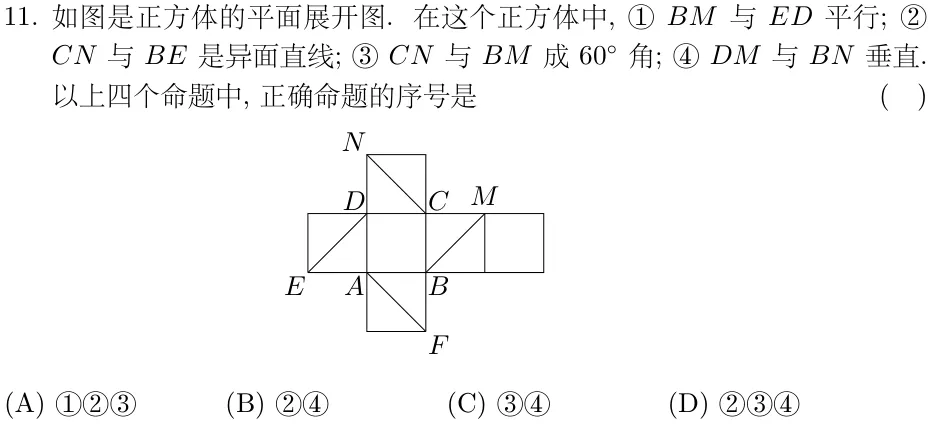 11. 如图是正方体的平面展开图. 在这个正方体中, ① BM 与 ED 平行; ②
CN 与 BE 是异面直线; ③ CN 与 BM 成 60° 角; ④ DM 与 BN 垂直.
以上四个命题中, 正确命题的序号是 ( )
N
D C M
E A B
F
(A) ①②③ (B) ②④ (C) ③④ (D) ②③④